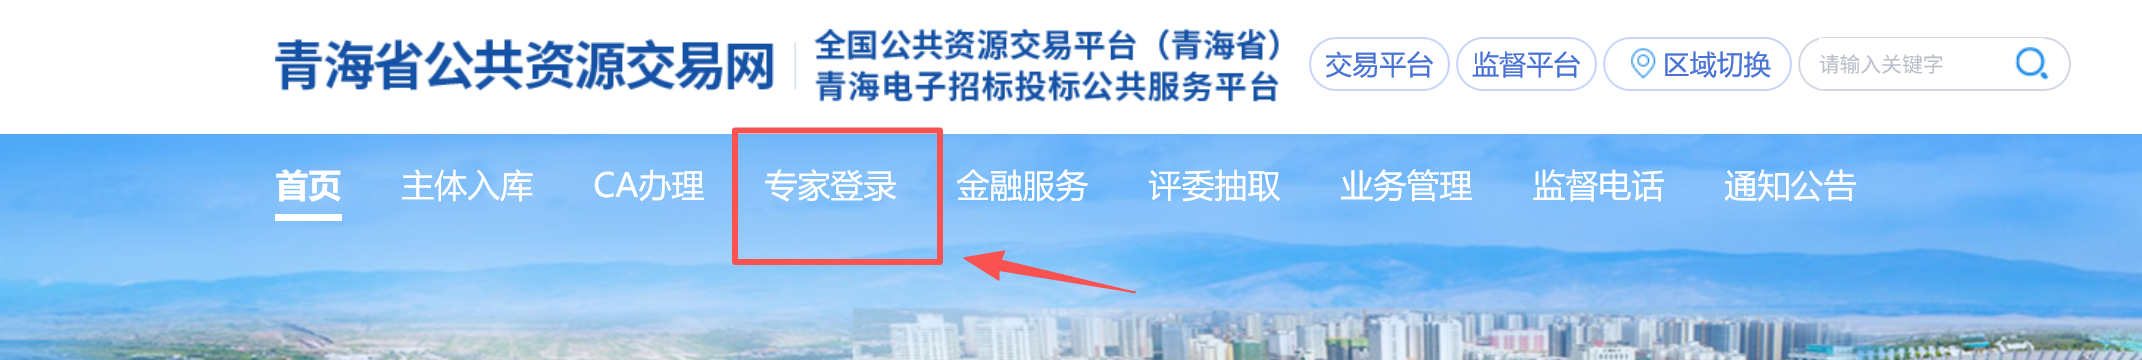 青海省公共资源交易网
全国公共资源交易平台（青海省）
青海电子招标投标公共服务平台
交易平台
监督平台
区域切换
请输入关键字
首页
主体入库
CA办理
专家登录
金融服务
评委抽取
业务管理
监督电话
通知公告